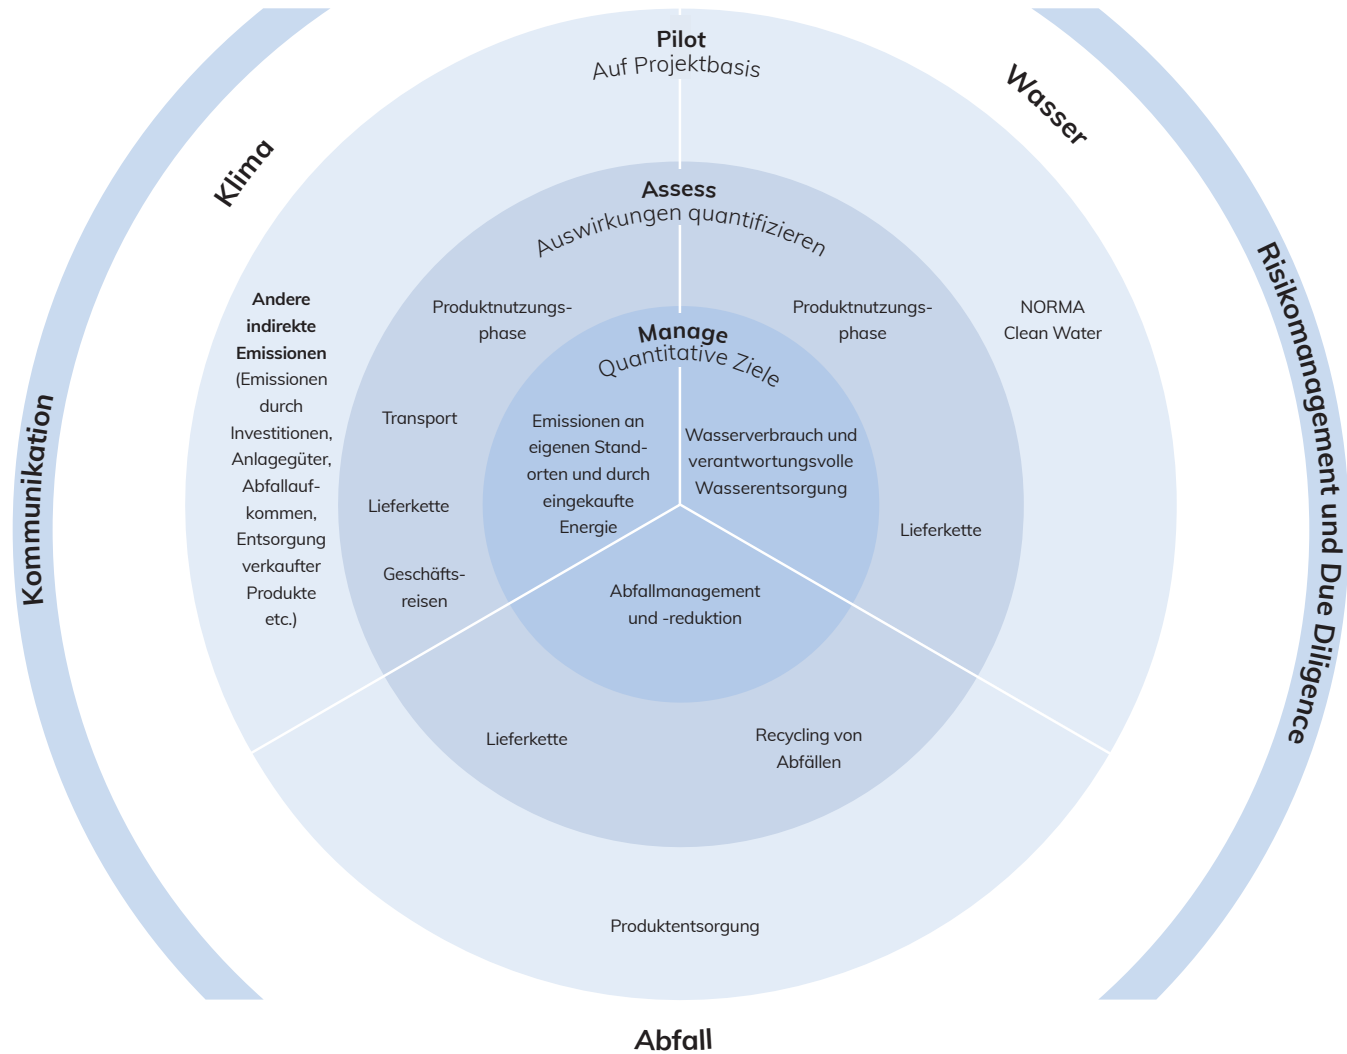 Pilot
Auf Projektbasis
Wasser
Klima
Assess
Auswirkungen quantifizieren
Risikomanagement und Due Diligence
Kommunikation
Andere
indirekte
Emissionen
(Emissionen
durch
Investitionen,
Anlagegüter,
Abfallauf-
kommen,
Entsorgung
verkaufter
Produkte
etc.)
Produktnutzungs-
phase
Transport
Lieferkette
Geschäfts-
reisen
Manage
Quantitative Ziele
Emissionen an
eigenen Stand-
orten und durch
eingekaufte
Energie
Wasserverbrauch und
verantwortungsvolle
Wasserentsorgung
Abfallmanagement
und -reduktion
Produktnutzungs-
phase
Lieferkette
NORMA
Clean Water
Lieferkette
Recycling von
Abfällen
Produktentsorgung
Abfall